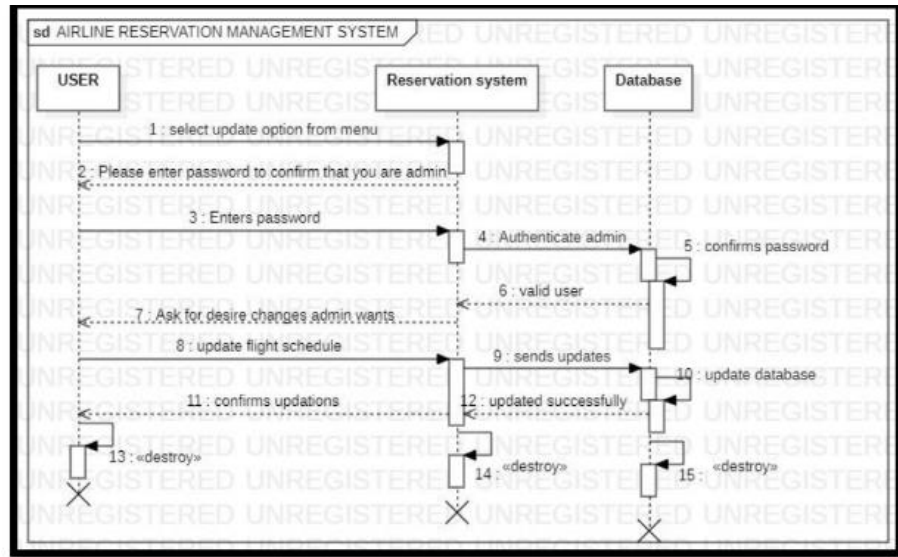 sd AIRLINE RESERVATION MANAGEMENT SYSTEM
USER
Reservation system
Database
1 : select update option from menu
2 : Please enter password to confirm that you are admin
3 : Enters password
4 : Authenticate admin
5 : confirms password
6 : valid user
7 : Ask for desire changes admin wants
8 : update flight schedule
9 : sends updates
10 : update database
11 : confirms updations
12 : updated successfully
13 : «destroy»
14 : «destroy»
15 : «destroy»
UNREGISTERED UNREGISTERED UNREGISTERED